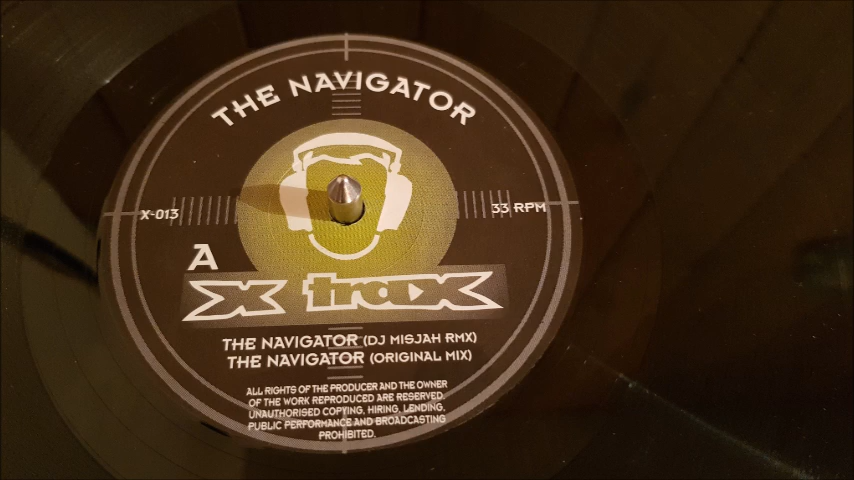 THE NAVIGATOR
X-013
33 RPM
A
X trax
THE NAVIGATOR (DJ MISJAH RMX)
THE NAVIGATOR (ORIGINAL MIX)
ALL RIGHTS OF THE PRODUCER AND THE OWNER
OF THE WORK REPRODUCED ARE RESERVED.
UNAUTHORISED COPYING, HIRING, LENDING,
PUBLIC PERFORMANCE AND BROADCASTING
PROHIBITED.